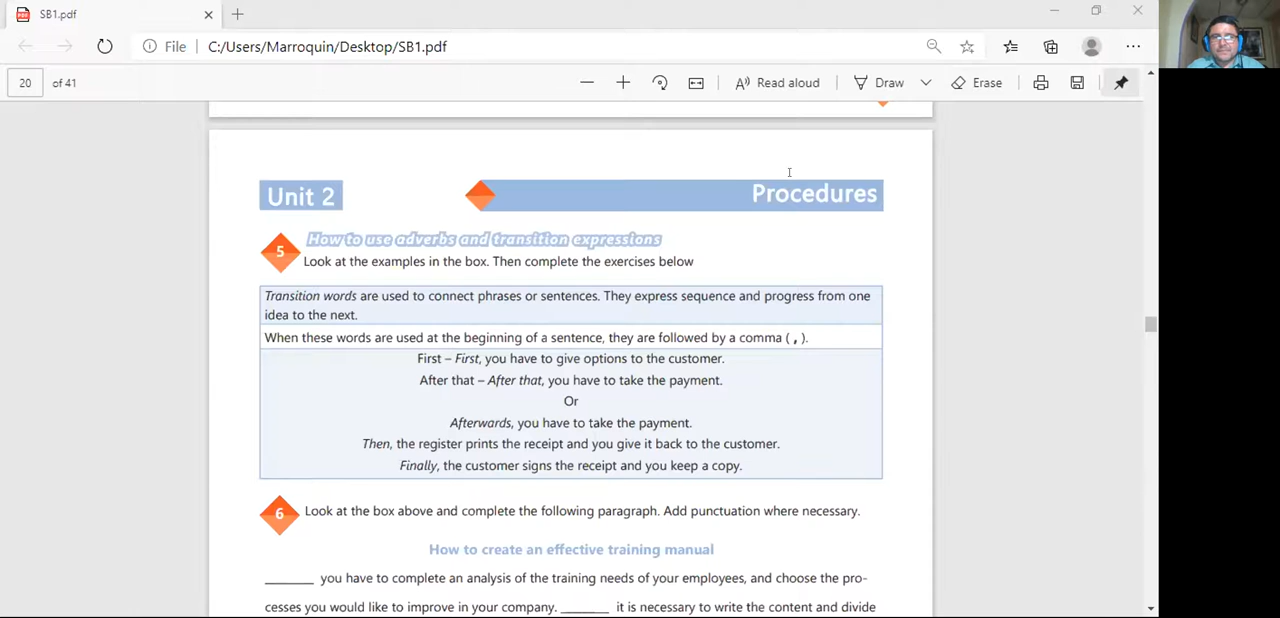 SB1.pdf
File
C:/Users/Marroquin/Desktop/SB1.pdf
20 of 41
Read aloud
Draw
Erase
Unit 2
Procedures
5
How to use adverbs and transition expressions
Look at the examples in the box. Then complete the exercises below
Transition words are used to connect phrases or sentences. They express sequence and progress from one
idea to the next.
When these words are used at the beginning of a sentence, they are followed by a comma ( , ).
First – First, you have to give options to the customer.
After that – After that, you have to take the payment.
Or
Afterwards, you have to take the payment.
Then, the register prints the receipt and you give it back to the customer.
Finally, the customer signs the receipt and you keep a copy.
6
Look at the box above and complete the following paragraph. Add punctuation where necessary.
How to create an effective training manual
_______ you have to complete an analysis of the training needs of your employees, and choose the pro-
cesses you would like to improve in your company. _______ it is necessary to write the content and divide